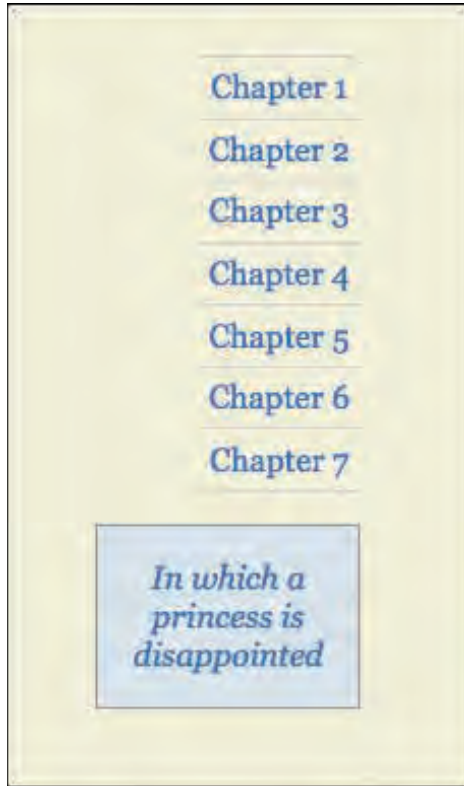 Chapter 1
Chapter 2
Chapter 3
Chapter 4
Chapter 5
Chapter 6
Chapter 7
In which a
princess is
disappointed